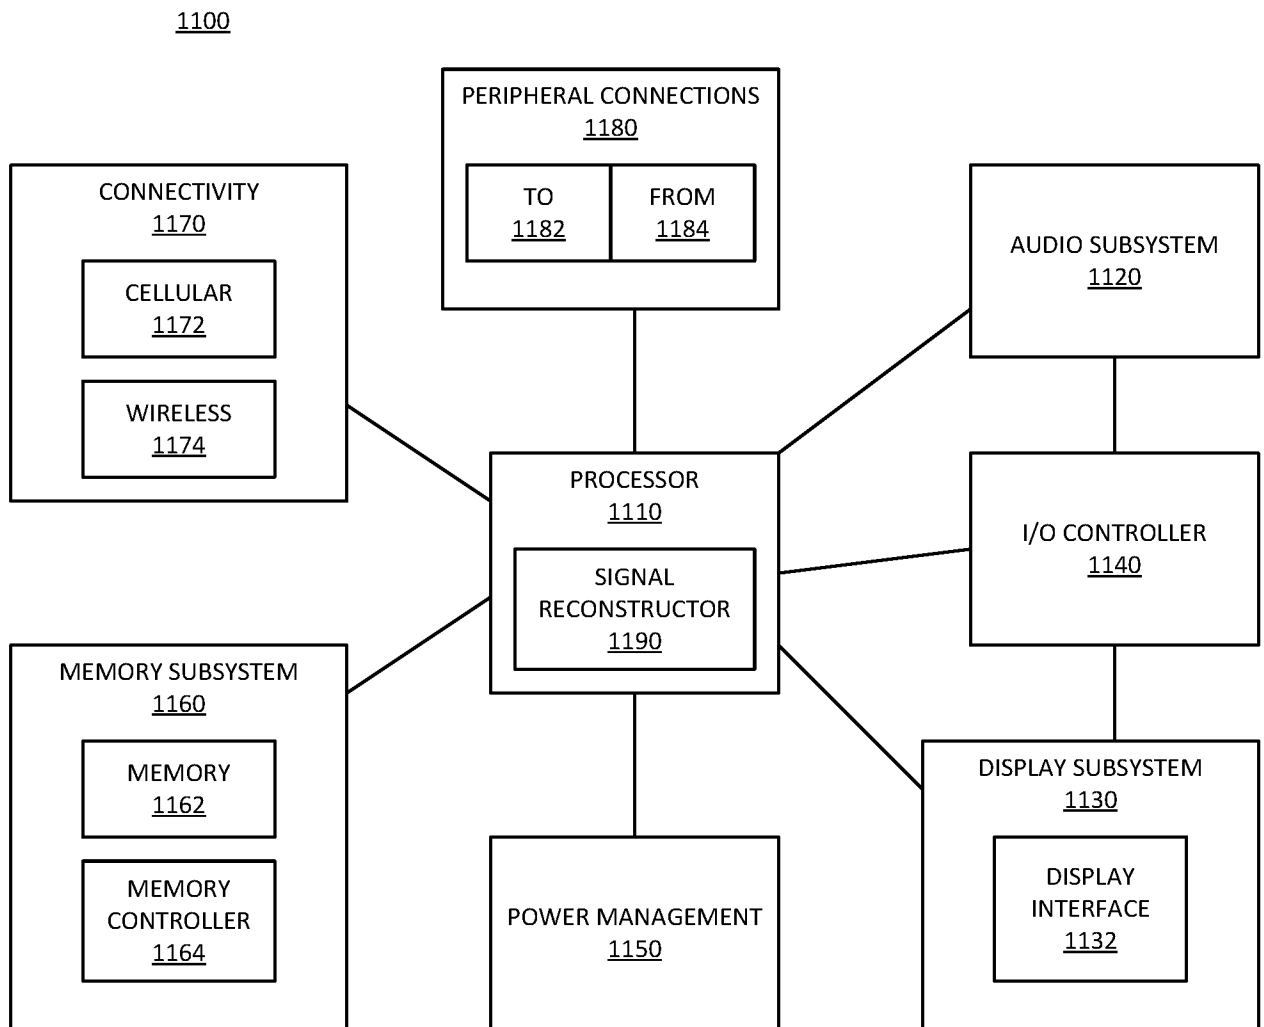 1100
PERIPHERAL CONNECTIONS
1180
TO
1182
FROM
1184
CONNECTIVITY
1170
CELLULAR
1172
WIRELESS
1174
AUDIO SUBSYSTEM
1120
PROCESSOR
1110
SIGNAL
RECONSTRUCTOR
1190
I/O CONTROLLER
1140
MEMORY SUBSYSTEM
1160
MEMORY
1162
MEMORY
CONTROLLER
1164
POWER MANAGEMENT
1150
DISPLAY SUBSYSTEM
1130
DISPLAY
INTERFACE
1132